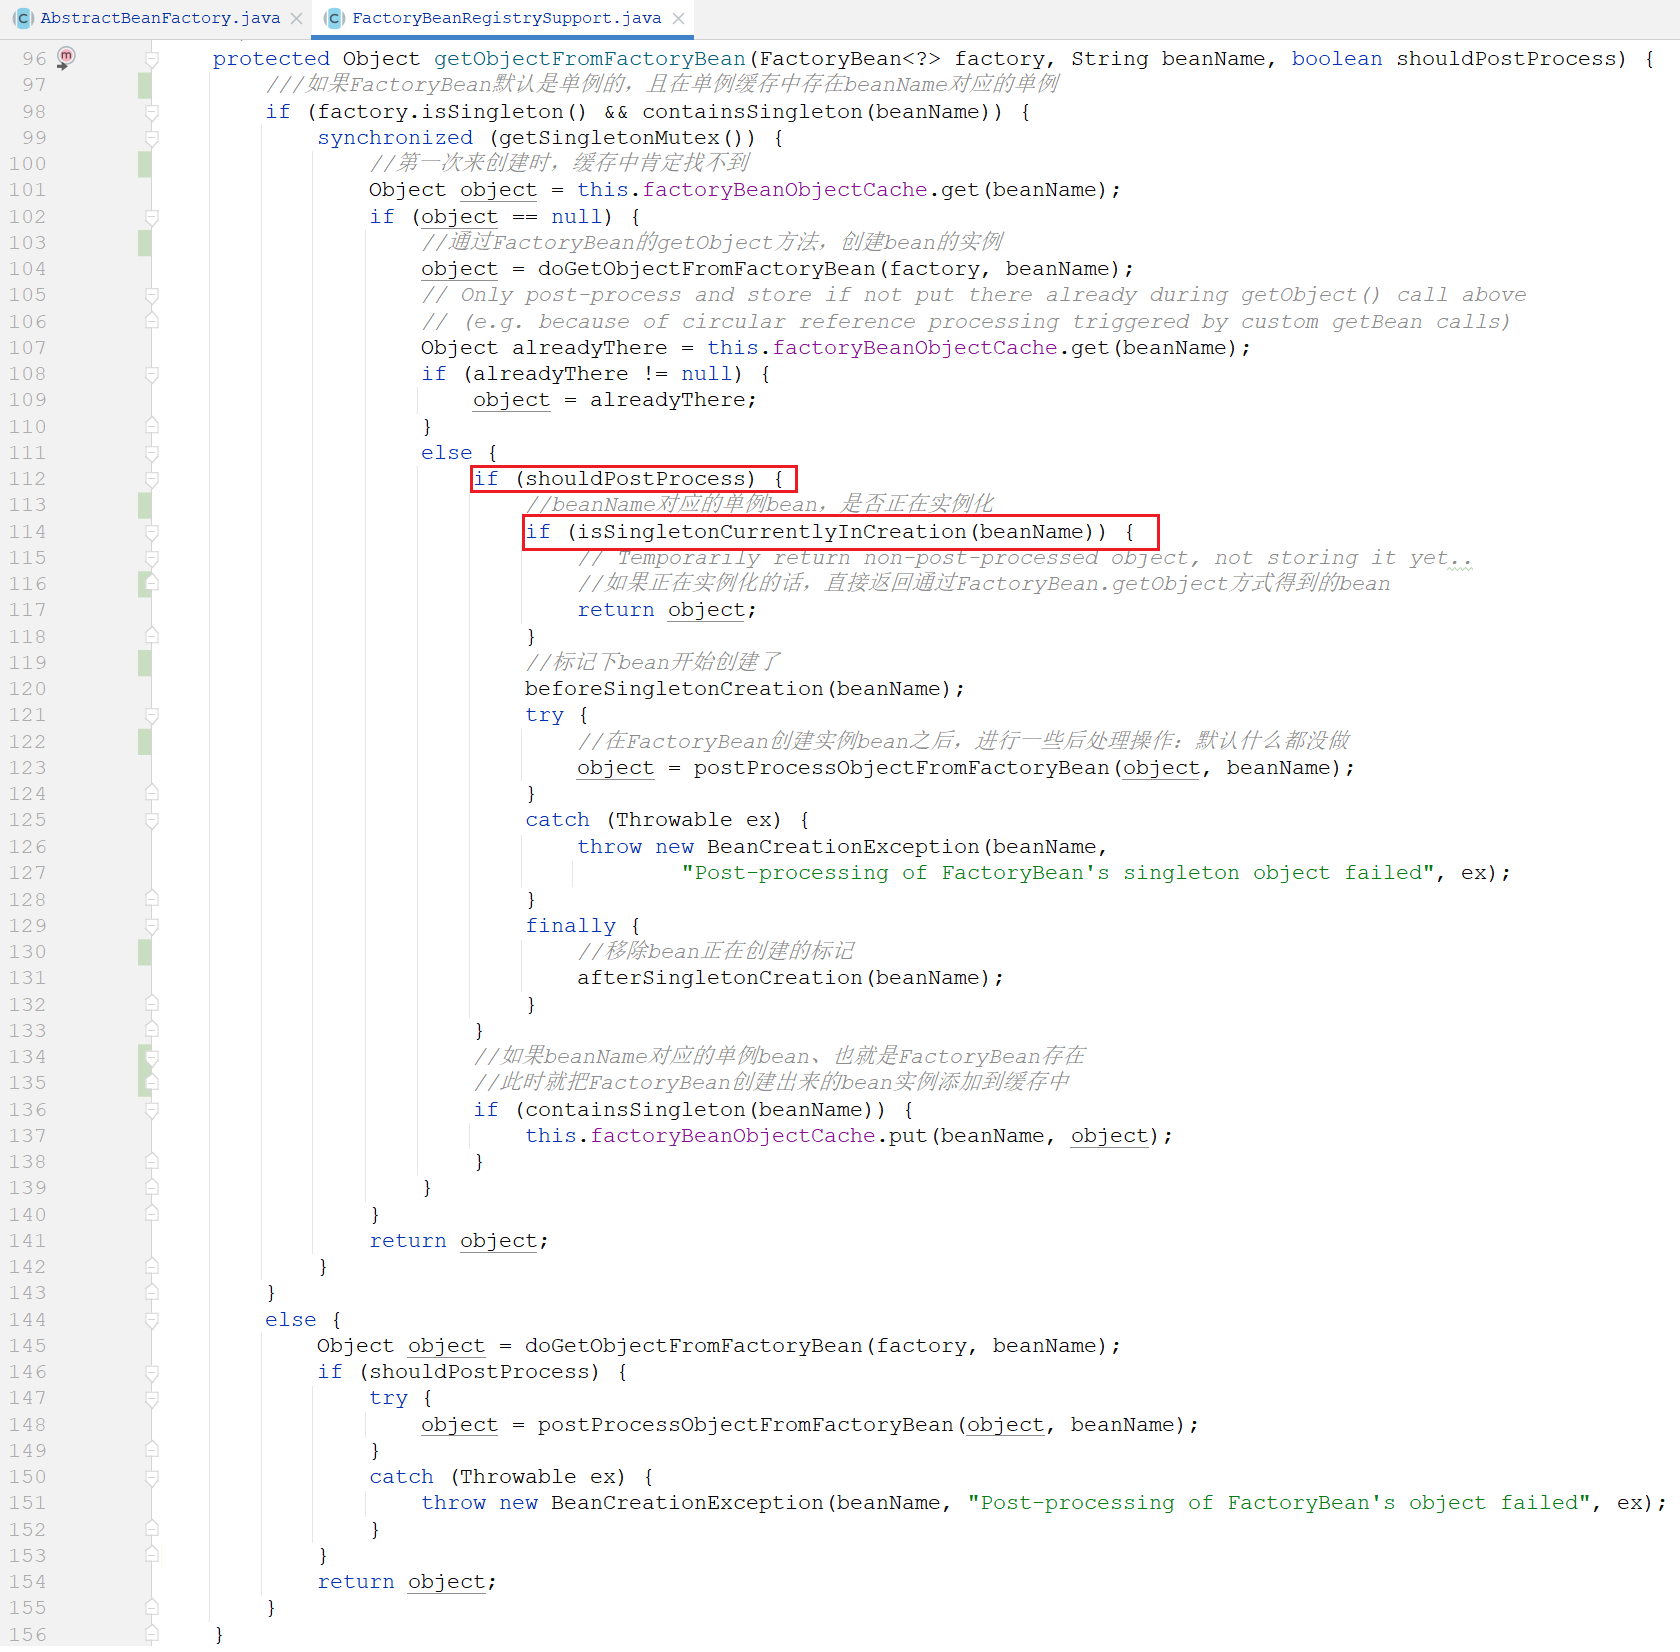 AbstractBeanFactory.java FactoryBeanRegistrySupport.java
96 protected Object getObjectFromFactoryBean(FactoryBean<?> factory, String beanName, boolean shouldPostProcess) {
97 ///如果FactoryBean默认是单例的，且在单例缓存中存在beanName对应的单例
98 if (factory.isSingleton() && containsSingleton(beanName)) {
99 synchronized (getSingletonMutex()) {
100 //第一次来创建时，缓存中肯定找不到
101 Object object = this.factoryBeanObjectCache.get(beanName);
102 if (object == null) {
103 //通过FactoryBean的getObject方法，创建bean的实例
104 object = doGetObjectFromFactoryBean(factory, beanName);
105 // Only post-process and store if not put there already during getObject() call above
106 // (e.g. because of circular reference processing triggered by custom getBean calls)
107 Object alreadyThere = this.factoryBeanObjectCache.get(beanName);
108 if (alreadyThere != null) {
109 object = alreadyThere;
110 }
111 else {
112 if (shouldPostProcess) {
113 //beanName对应的单例bean，是否正在实例化
114 if (isSingletonCurrentlyInCreation(beanName)) {
115 // Temporarily return non-post-processed object, not storing it yet..
116 //如果正在实例化的话，直接返回通过FactoryBean.getObject方式得到的bean
117 return object;
118 }
119 //标记下bean开始创建了
120 beforeSingletonCreation(beanName);
121 try {
122 //在FactoryBean创建实例bean之后，进行一些后处理操作：默认什么都没做
123 object = postProcessObjectFromFactoryBean(object, beanName);
124 }
125 catch (Throwable ex) {
126 throw new BeanCreationException(beanName,
127 "Post-processing of FactoryBean's singleton object failed", ex);
128 }
129 finally {
130 //移除bean正在创建的标记
131 afterSingletonCreation(beanName);
132 }
133 }
134 //如果beanName对应的单例bean、也就是FactoryBean存在
135 //此时就把FactoryBean创建出来的bean实例添加到缓存中
136 if (containsSingleton(beanName)) {
137 this.factoryBeanObjectCache.put(beanName, object);
138 }
139 }
140 }
141 return object;
142 }
143 }
144 else {
145 Object object = doGetObjectFromFactoryBean(factory, beanName);
146 if (shouldPostProcess) {
147 try {
148 object = postProcessObjectFromFactoryBean(object, beanName);
149 }
150 catch (Throwable ex) {
151 throw new BeanCreationException(beanName, "Post-processing of FactoryBean's object failed", ex);
152 }
153 }
154 return object;
155 }
156 }